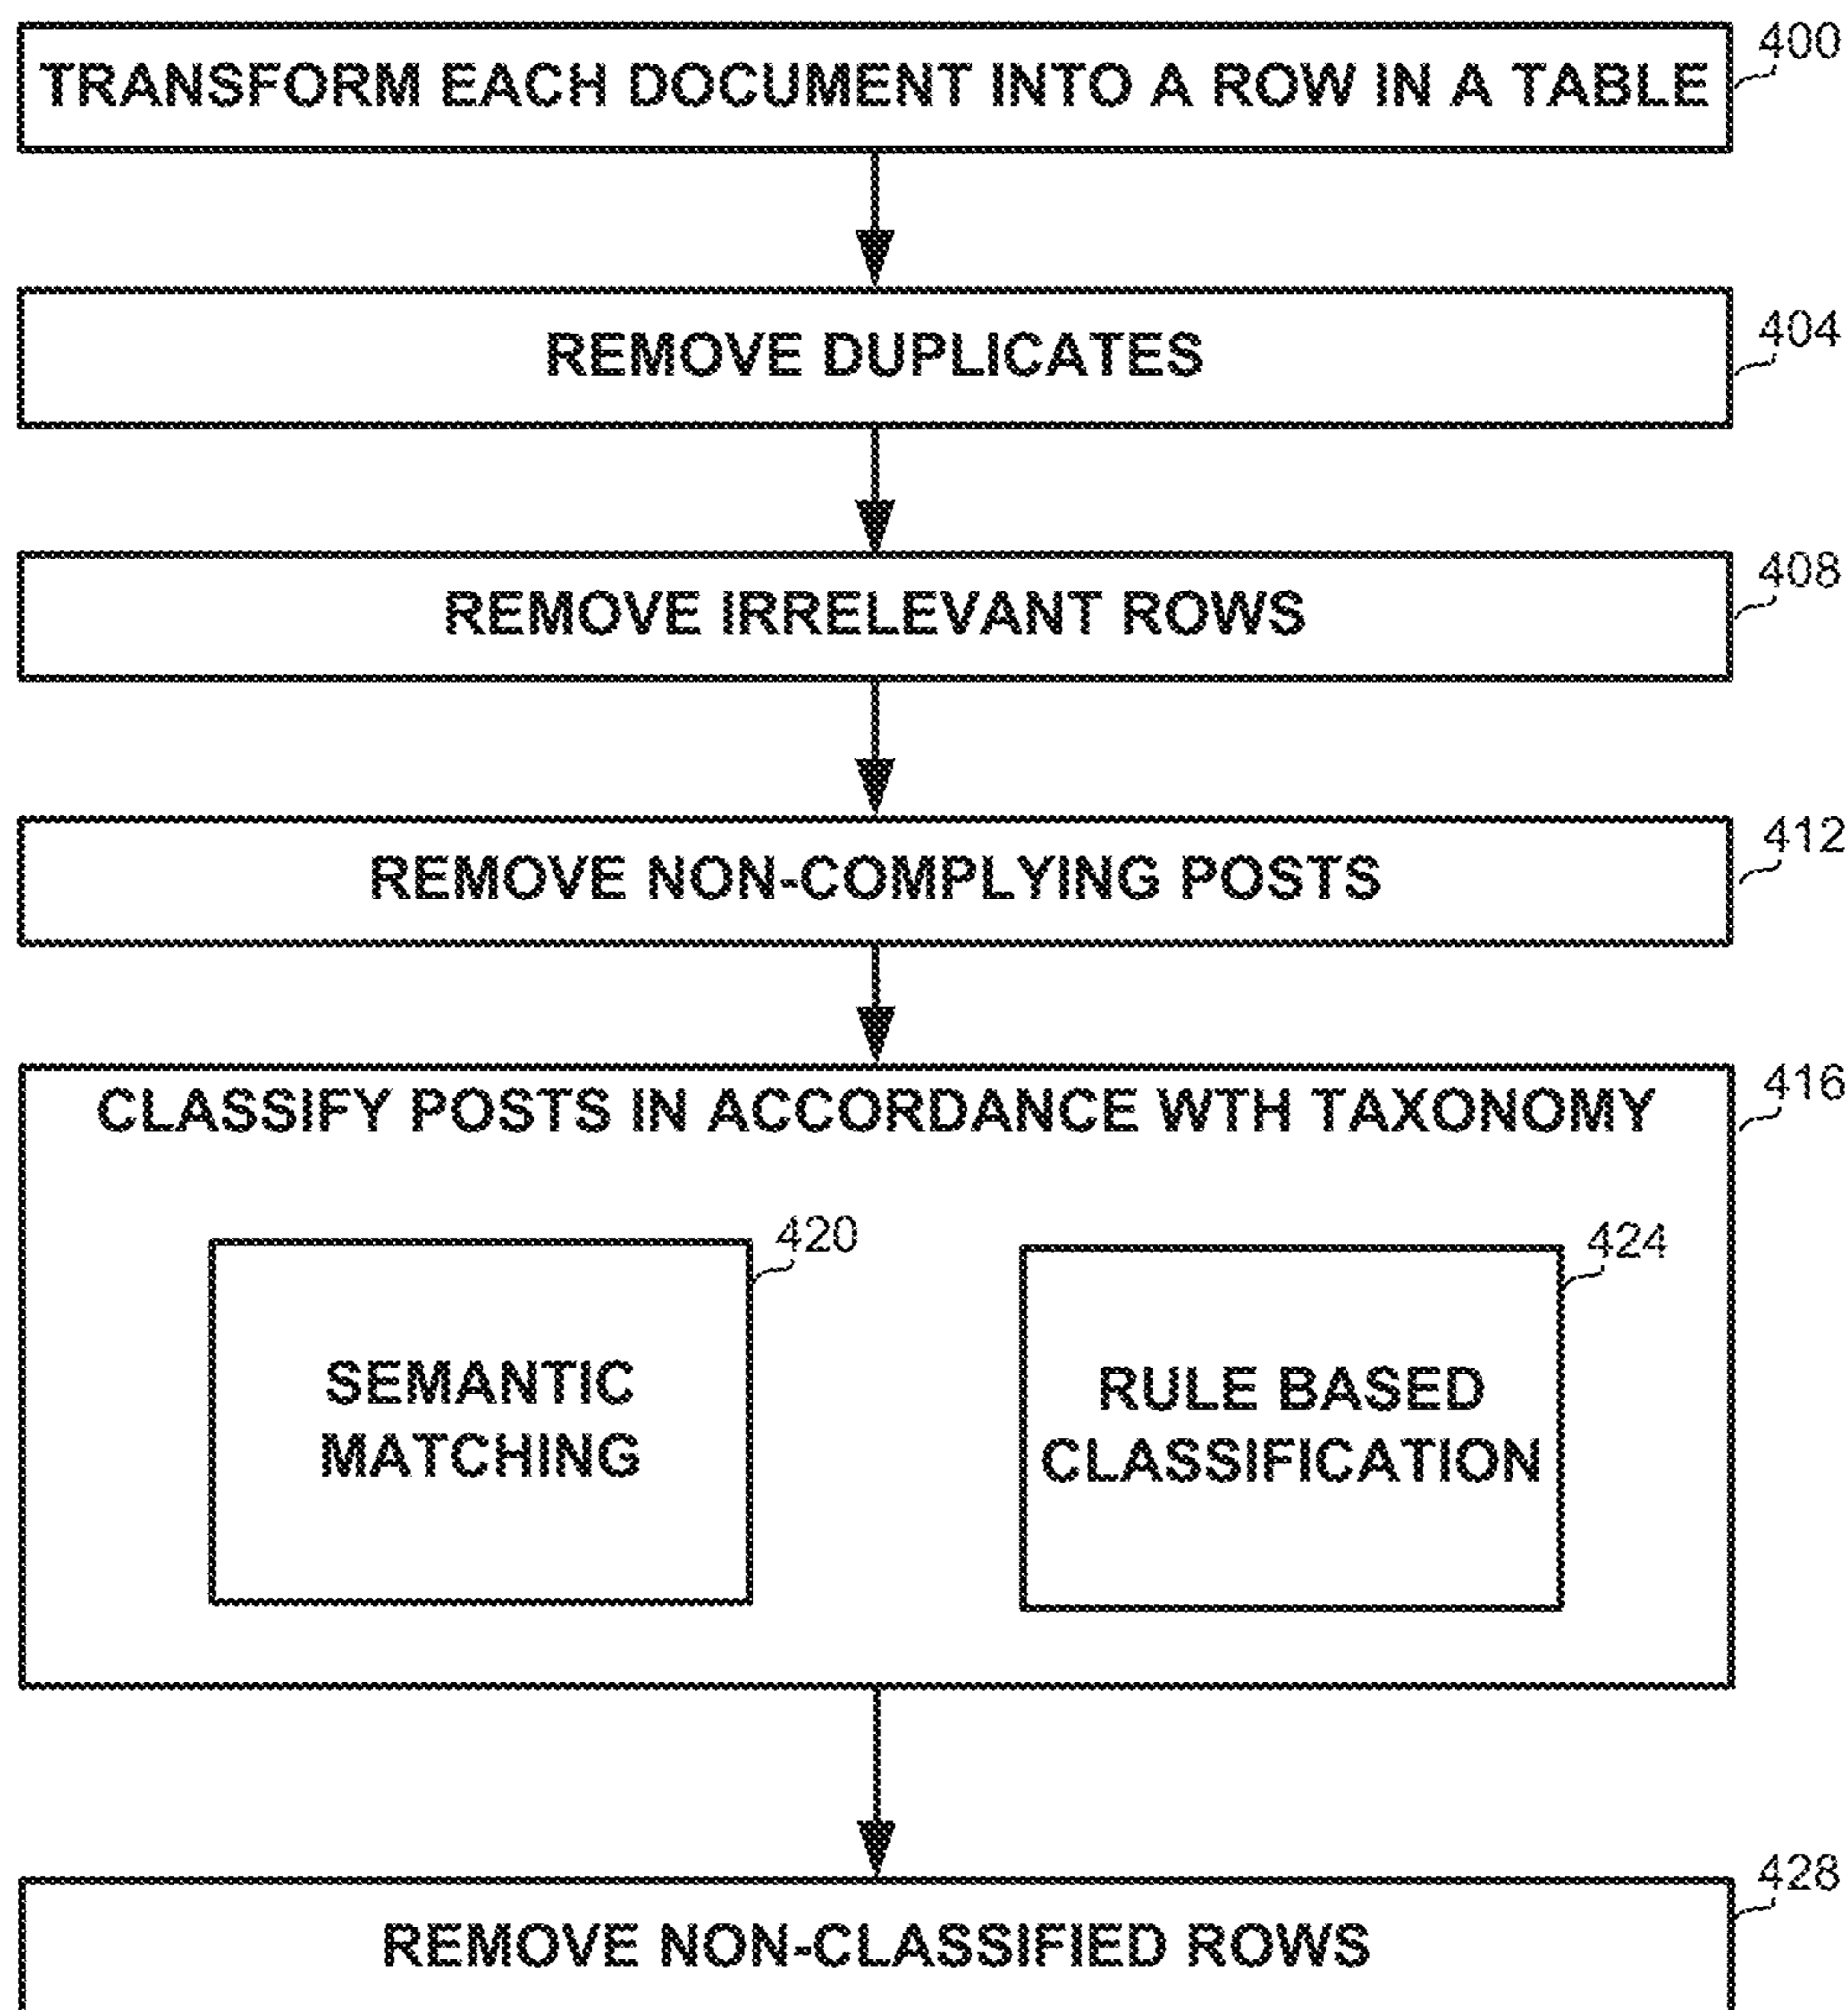 TRANSFORM EACH DOCUMENT INTO A ROW IN A TABLE
400
REMOVE DUPLICATES
404
REMOVE IRRELEVANT ROWS
408
REMOVE NON-COMPLYING POSTS
412
CLASSIFY POSTS IN ACCORDANCE WTH TAXONOMY
416
SEMANTIC
MATCHING
420
RULE BASED
CLASSIFICATION
424
REMOVE NON-CLASSIFIED ROWS
428